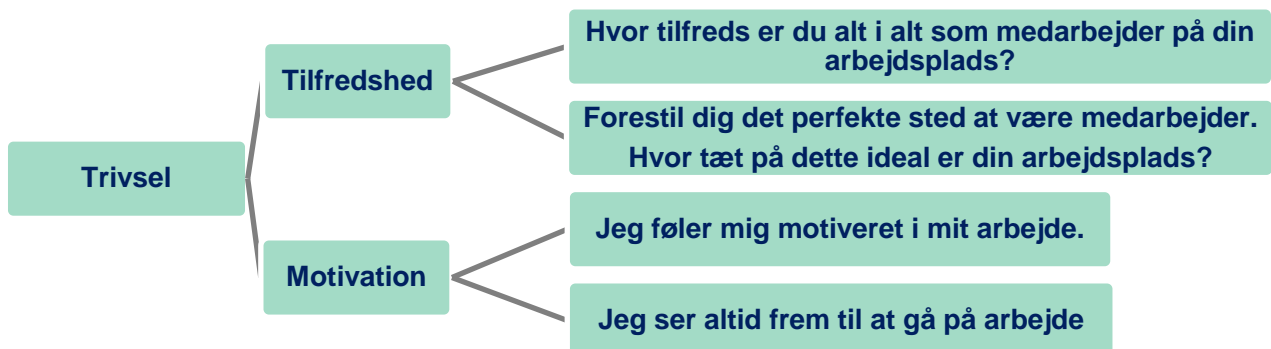 Trivsel
Tilfredshed
Hvor tilfreds er du alt i alt som medarbejder på din
arbejdsplads?
Forestil dig det perfekte sted at være medarbejder.
Hvor tæt på dette ideal er din arbejdsplads?
Motivation
Jeg føler mig motiveret i mit arbejde.
Jeg ser altid frem til at gå på arbejde